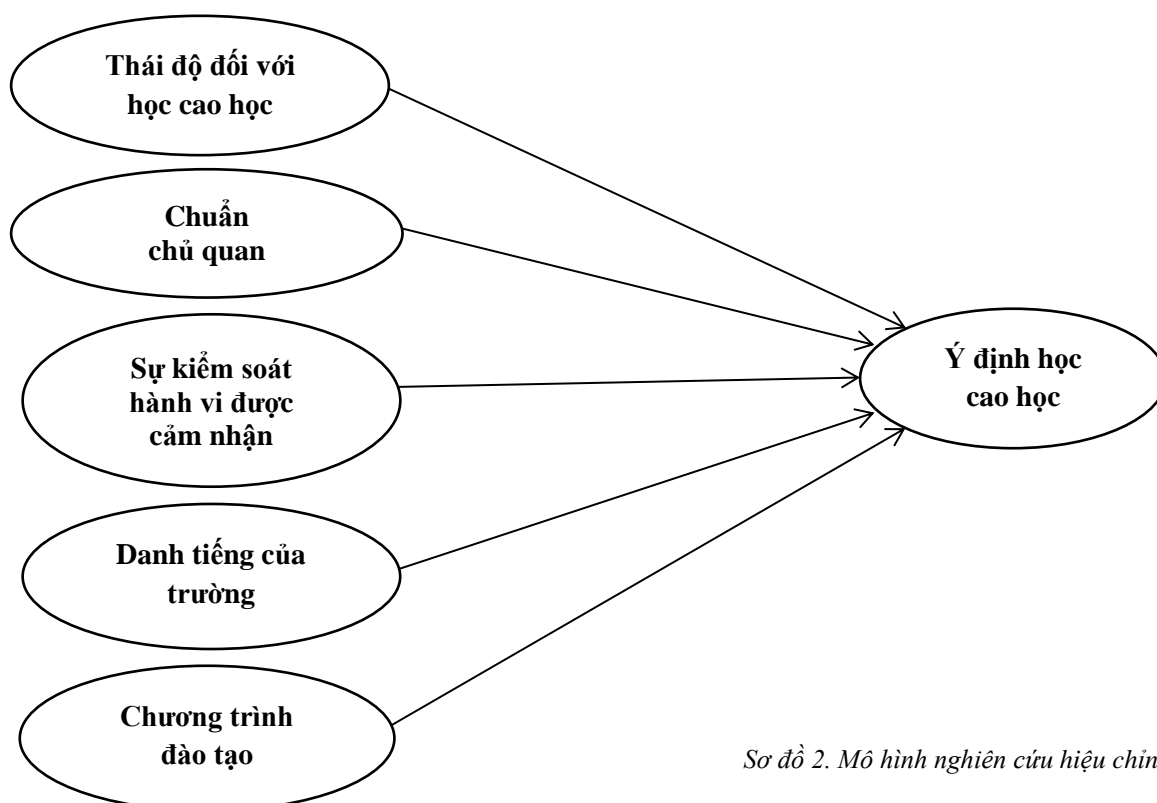 Thái độ đối với
học cao học
Chuẩn
chủ quan
Sự kiểm soát
hành vi được
cảm nhận
Ý định học
cao học
Danh tiếng của
trường
Chương trình
đào tạo
Sơ đồ 2. Mô hình nghiên cứu hiệu chỉn